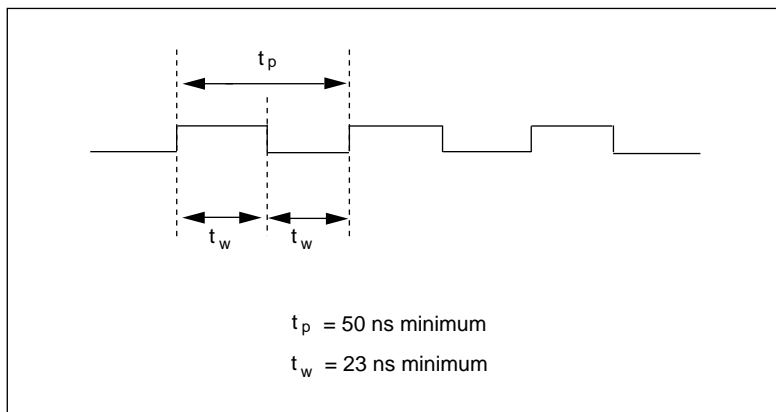 t p
t w t w
t p = 50 ns minimum
t w = 23 ns minimum